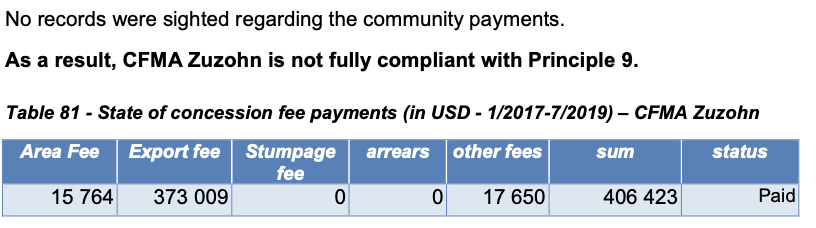 No records were sighted regarding the community payments.
As a result, CFMA Zuzohn is not fully compliant with Principle 9.
Table 81 - State of concession fee payments (in USD - 1/2017-7/2019) – CFMA Zuzohn
Area Fee Export fee Stumpage fee arrears other fees sum status
15 764 373 009 0 0 17 650 406 423 Paid